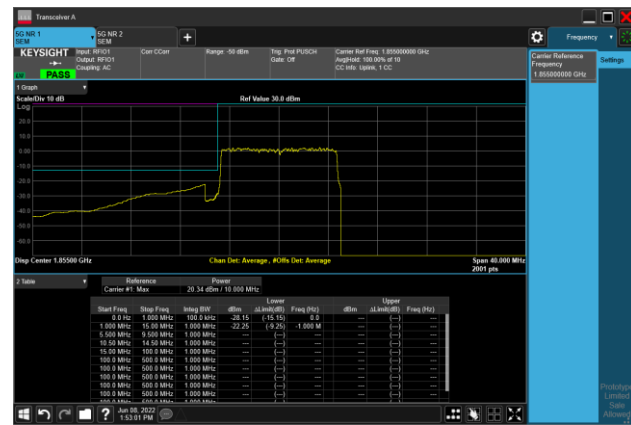 Transceiver A
5G NR 1
SEM
5G NR 2
SEM
Frequency
KEYSIGHT
LV
PASS
Input: RFIO1
Output: RFIO1
Coupling: AC
Corr CCorr
Range: -50 dBm
Trig: Prot PUSCH
Gate: Off
Carrier Ref Freq: 1.855000000 GHz
Avg|Hold: 100.00% of 10
CC Info: Uplink, 1 CC
Carrier Reference
Frequency
1.855000000 GHz
Settings
1 Graph
Scale/Div 10 dB
Ref Value 30.0 dBm
Log
20.0
10.0
0.00
-10.0
-20.0
-30.0
-40.0
-50.0
-60.0
Disp Center 1.85500 GHz
Chan Det: Average, #Offs Det: Average
Span 40.000 MHz
2001 pts
2 Table
Reference Power
Carrier #1: Max 20.34 dBm / 10.000 MHz
Lower Upper
Start Freq Stop Freq Integ BW dBm ΔLimit(dB) Freq (Hz) dBm ΔLimit(dB) Freq (Hz)
0.0 Hz 1.000 MHz 100.0 kHz -28.15 (-15.15) 0.0 --- (---) ---
1.000 MHz 15.00 MHz 1.000 MHz -22.25 (-9.25) -1.000 M --- (---) ---
5.500 MHz 9.500 MHz 1.000 MHz --- (---) --- --- (---) ---
10.50 MHz 14.50 MHz 1.000 MHz --- (---) --- --- (---) ---
15.00 MHz 100.0 MHz 1.000 MHz --- (---) --- --- (---) ---
100.0 MHz 500.0 MHz 1.000 MHz --- (---) --- --- (---) ---
100.0 MHz 500.0 MHz 1.000 MHz --- (---) --- --- (---) ---
100.0 MHz 500.0 MHz 1.000 MHz --- (---) --- --- (---) ---
100.0 MHz 500.0 MHz 1.000 MHz --- (---) --- --- (---) ---
Prototype
Limited
Sale
Allowed
Jun 08, 2022
1:53:01 PM